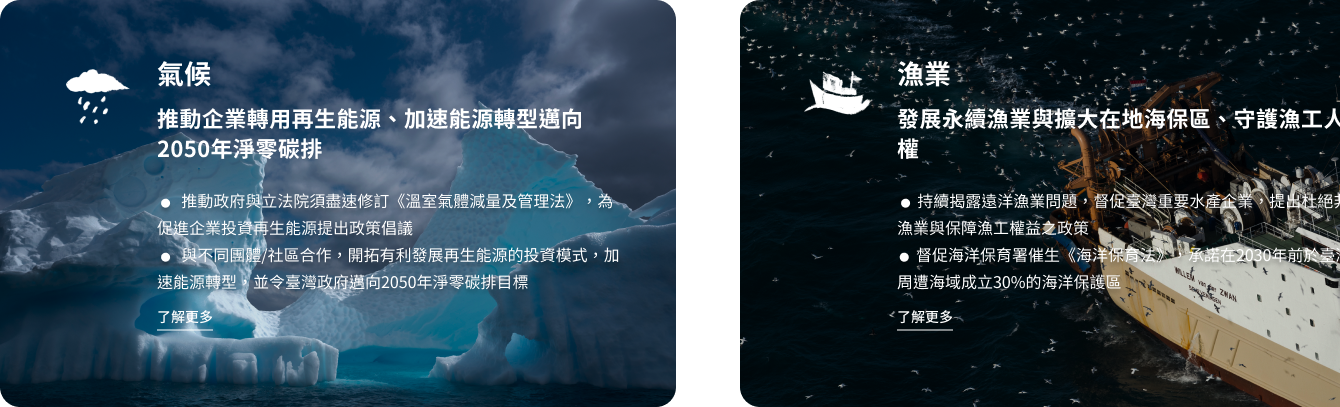 氣候
推動企業轉用再生能源、加速能源轉型邁向
2050年淨零碳排
● 推動政府與立法院須盡速修訂《溫室氣體減量及管理法》，為
促進企業投資再生能源提出政策倡議
● 與不同團體/社區合作，開拓有利發展再生能源的投資模式，加
速能源轉型，並令臺灣政府邁向2050年淨零碳排目標
了解更多
漁業
發展永續漁業與擴大在地海保區、守護漁工人
權
● 持續揭露遠洋漁業問題，督促臺灣重要水產企業，提出杜絕
漁業與保障漁工權益之政策
● 督促海洋保育署催生《海洋保育法》，承諾在2030年前於臺
周遭海域成立30%的海洋保護區
了解更多
WILLEM van der ZWAN